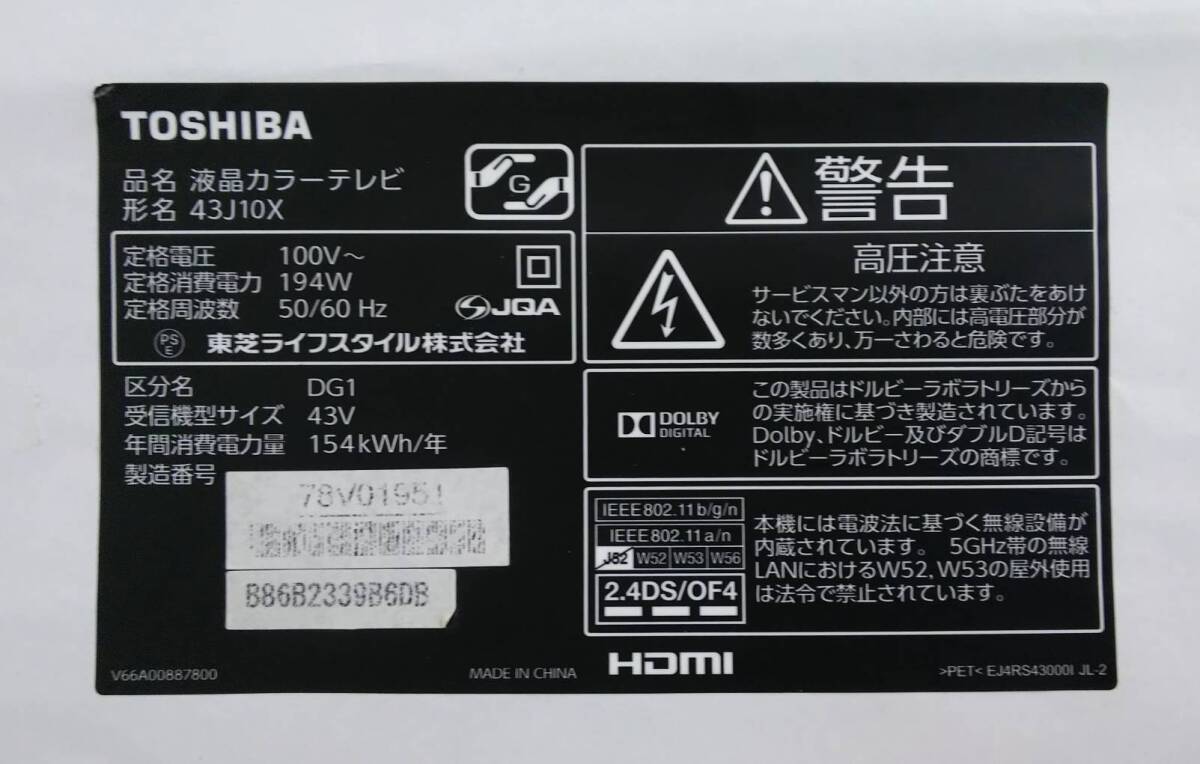 TOSHIBA
品名 液晶カラーテレビ
形名 43J10X
G
定格電圧 100V～
定格消費電力 194W
定格周波数 50/60 Hz
JQA
PS
E
東芝ライフスタイル株式会社
区分名 DG1
受信機型サイズ 43V
年間消費電力量 154kWh/年
製造番号
78V01951
B86B2339B6DB
V66A00887800
MADE IN CHINA
警告
高圧注意
サービスマン以外の方は裏ぶたをあけ
ないでください。内部には高電圧部分が
数多くあり、万一さわると危険です。
DOLBY
DIGITAL
この製品はドルビーラボラトリーズから
の実施権に基づき製造されています。
Dolby、ドルビー及びダブルD記号は
ドルビーラボラトリーズの商標です。
IEEE802.11b/g/n
IEEE802.11a/n
J52 W52 W53 W56
2.4DS/OF4
本機には電波法に基づく無線設備が
内蔵されています。 5GHz帯の無線
LANにおけるW52, W53の屋外使用
は法令で禁止されています。
HDMI
>PET< EJ4RS43000I JL-2